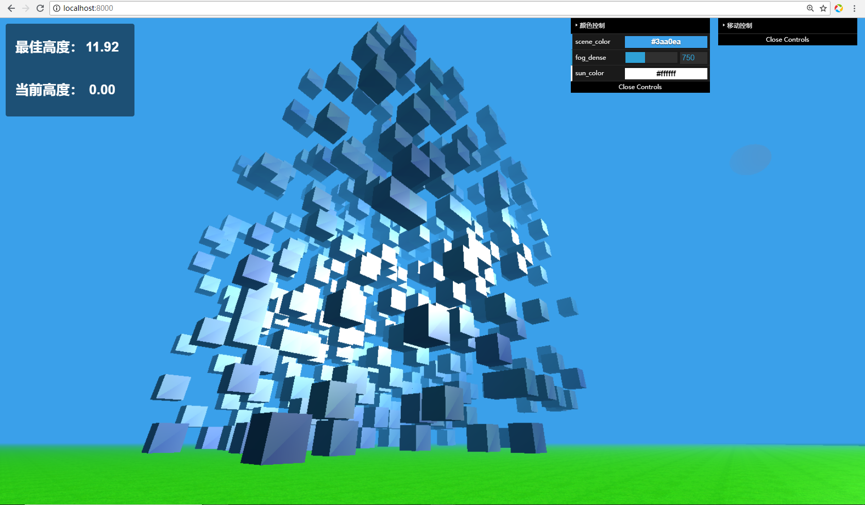 localhost:8000
最佳高度: 11.92
当前高度: 0.00
颜色控制
scene_color #3aa0ea
fog_dense 750
sun_color #ffffff
Close Controls
移动控制
Close Controls